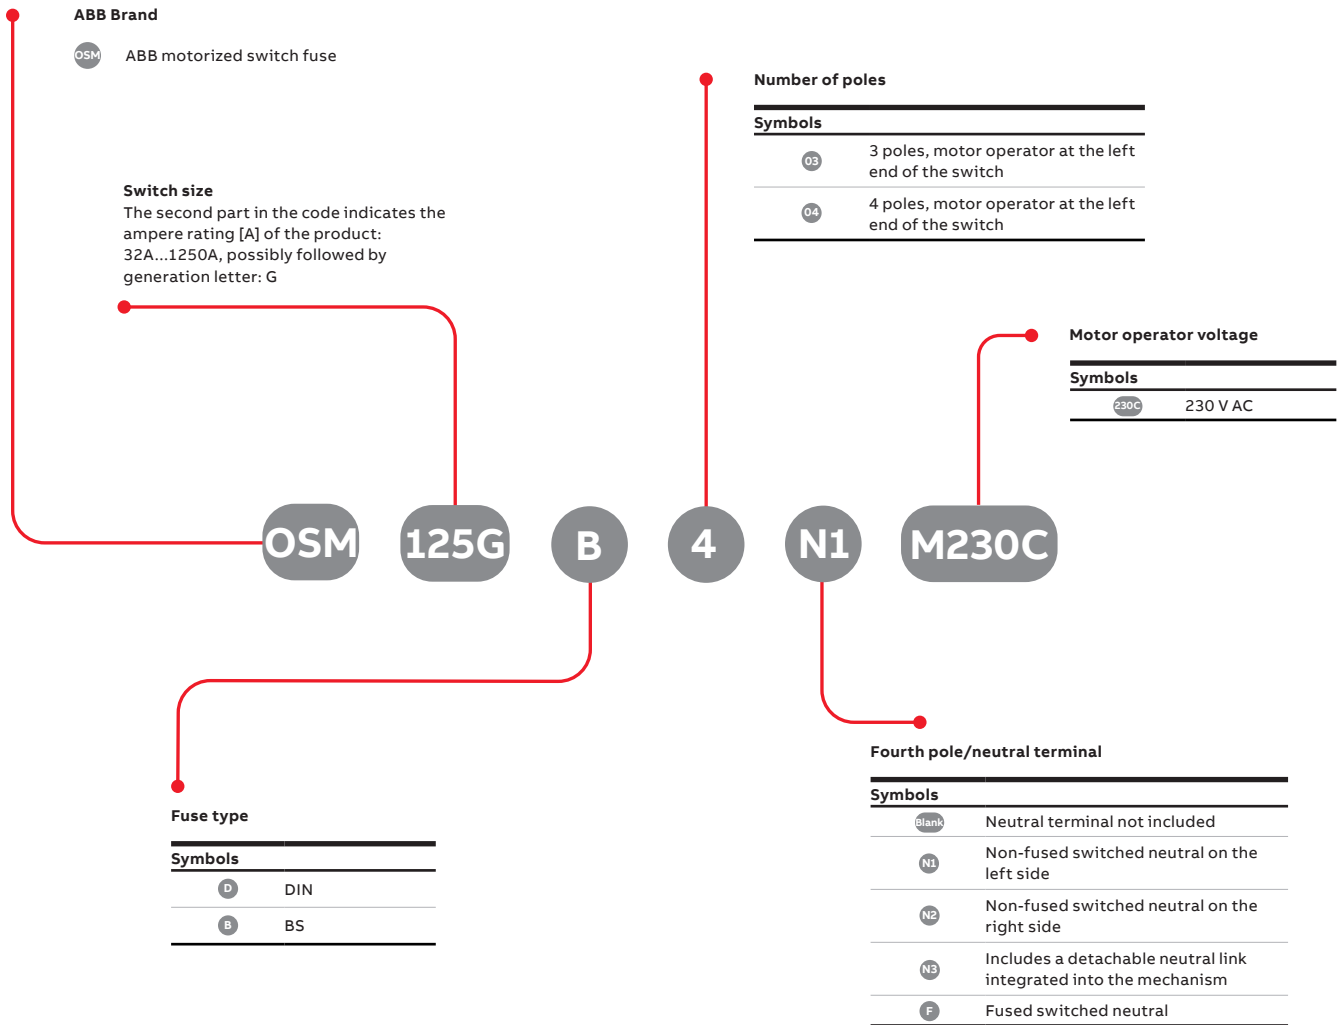 ABB Brand
OSM ABB motorized switch fuse
Number of poles
Symbols
03 3 poles, motor operator at the left
end of the switch
04 4 poles, motor operator at the left
end of the switch
Switch size
The second part in the code indicates the
ampere rating [A] of the product:
32A...1250A, possibly followed by
generation letter: G
Motor operator voltage
Symbols
230C 230 V AC
OSM 125G B 4 N1 M230C
Fuse type
Symbols
D DIN
B BS
Fourth pole/neutral terminal
Symbols
Blank Neutral terminal not included
N1 Non-fused switched neutral on the
left side
N2 Non-fused switched neutral on the
right side
N3 Includes a detachable neutral link
integrated into the mechanism
F Fused switched neutral